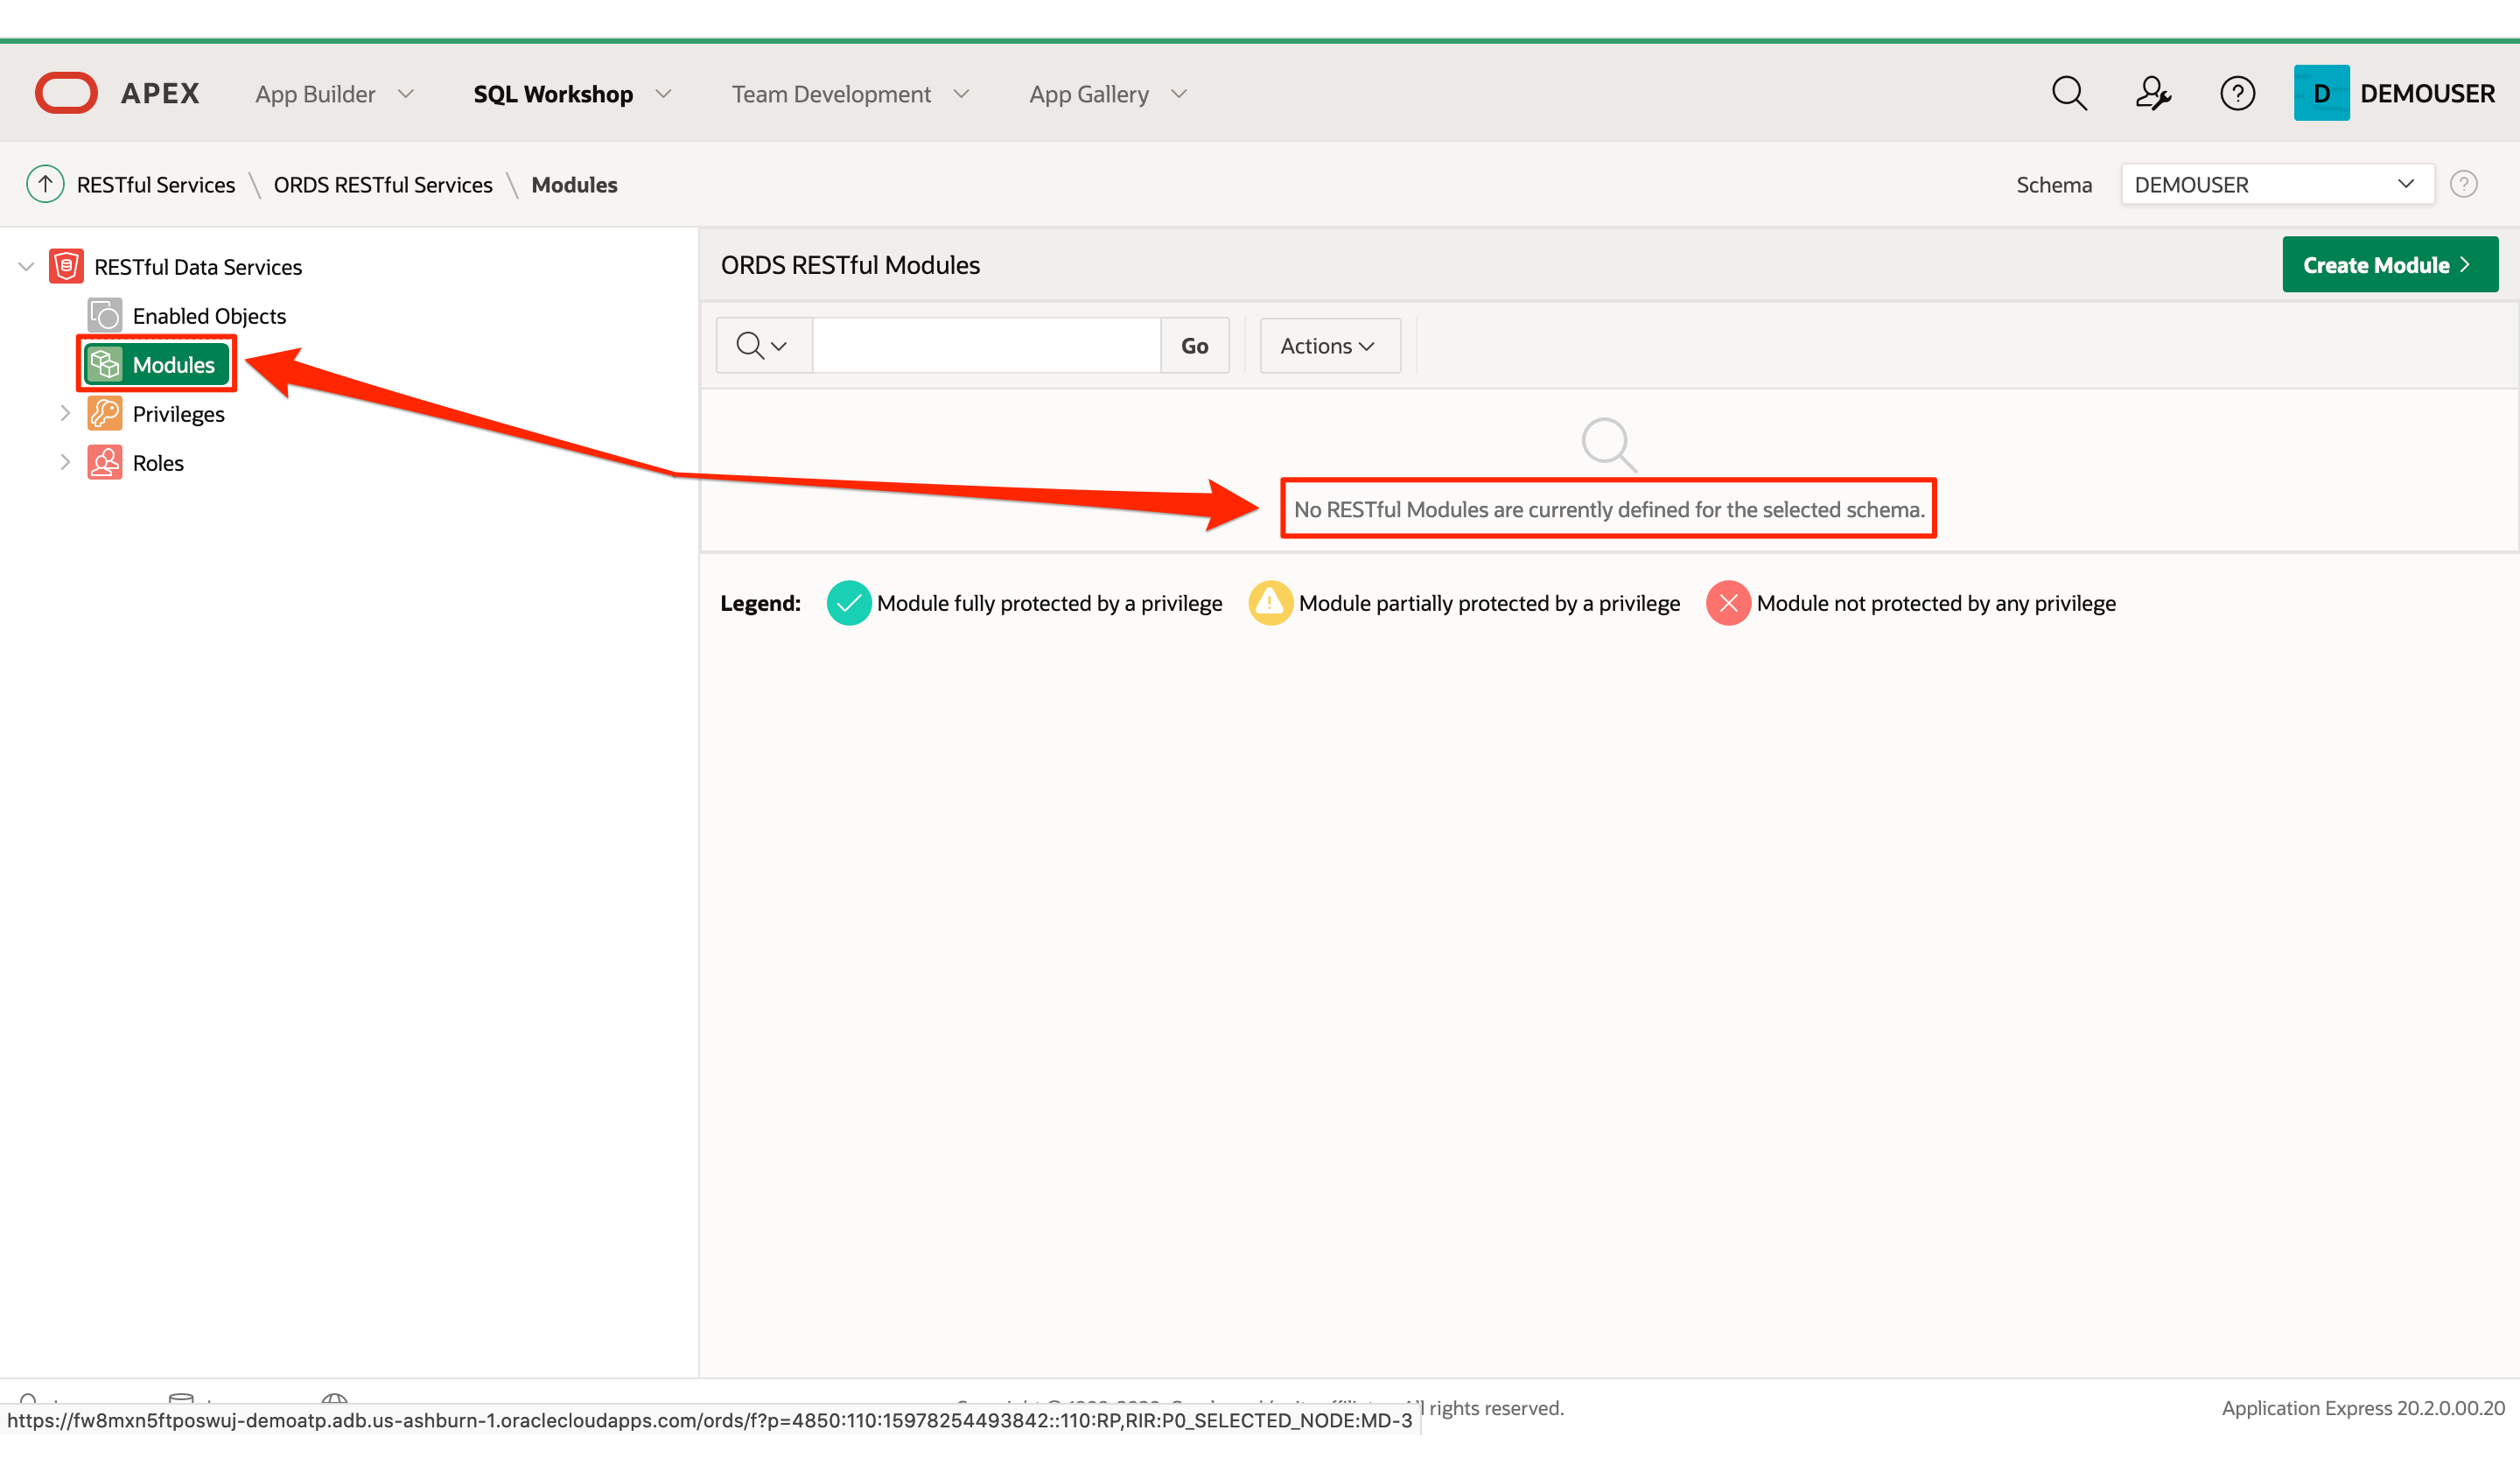 APEX App Builder SQL Workshop Team Development App Gallery ? D DEMOUSER
RESTful Services \ ORDS RESTful Services \ Modules Schema DEMOUSER ?
RESTful Data Services
Enabled Objects
Modules
Privileges
Roles
ORDS RESTful Modules Create Module
Go Actions
No RESTful Modules are currently defined for the selected schema.
Legend: Module fully protected by a privilege Module partially protected by a privilege Module not protected by any privilege
rights reserved. Application Express 20.2.0.00.20
https://fw8mxn5ftposwuj-demoatp.adb.us-ashburn-1.oraclecloudapps.com/ords/f?p=4850:110:15978254493842::110:RP,RIR:P0_SELECTED_NODE:MD-3